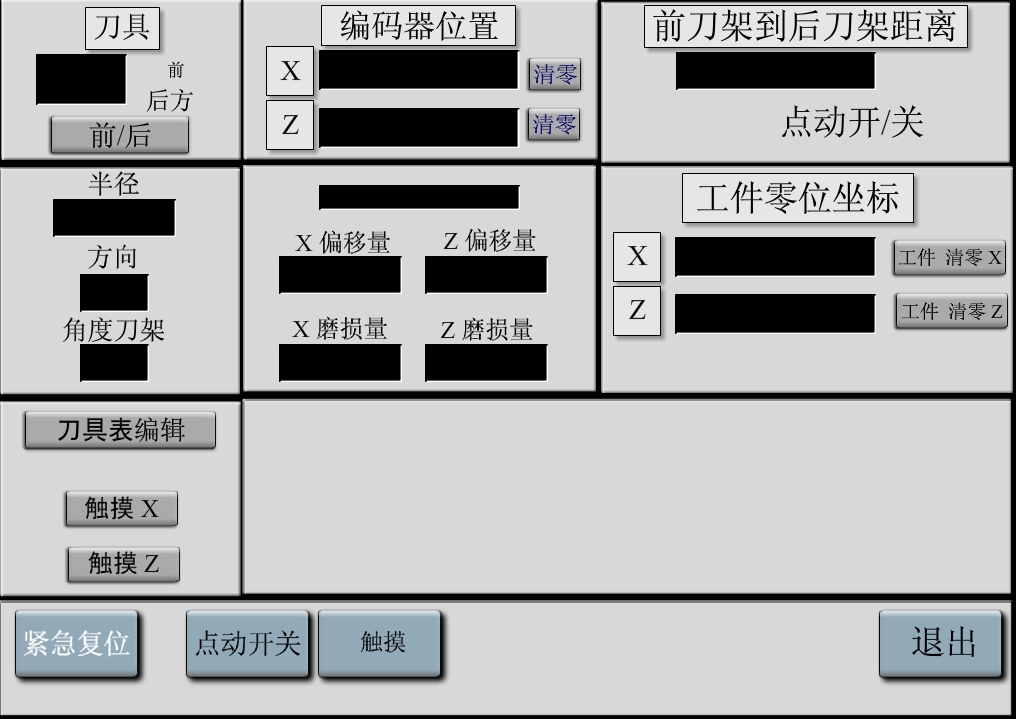 刀具
前
后方
前/后
编码器位置
X
清零
Z
清零
前刀架到后刀架距离
点动开/关
半径
方向
角度刀架
X 偏移量
Z 偏移量
X 磨损量
Z 磨损量
工件零位坐标
X
工件 清零 X
Z
工件 清零 Z
刀具表编辑
触摸 X
触摸 Z
紧急复位
点动开关
触摸
退出